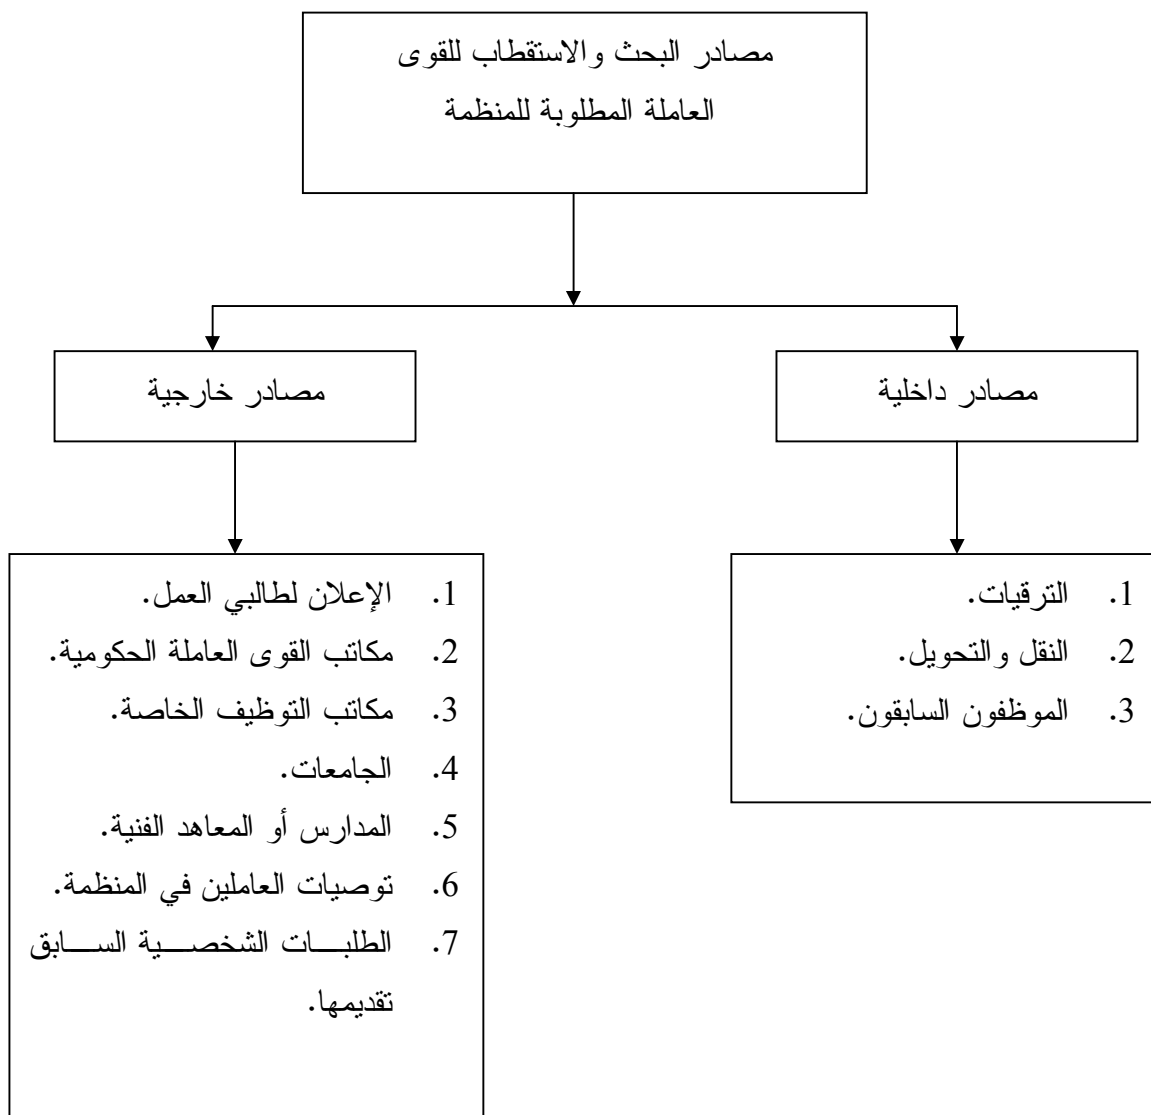 مصادر البحث والاستقطاب للقوى
العاملة المطلوبة للمنظمة
مصادر داخلية
مصادر خارجية
1. الترقيات.
2. النقل والتحويل.
3. الموظفون السابقون.
1. الإعلان لطالبي العمل.
2. مكاتب القوى العاملة الحكومية.
3. مكاتب التوظيف الخاصة.
4. الجامعات.
5. المدارس أو المعاهد الفنية.
6. توصيات العاملين في المنظمة.
7. الطلبات الشخصية السابق
تقديمها.